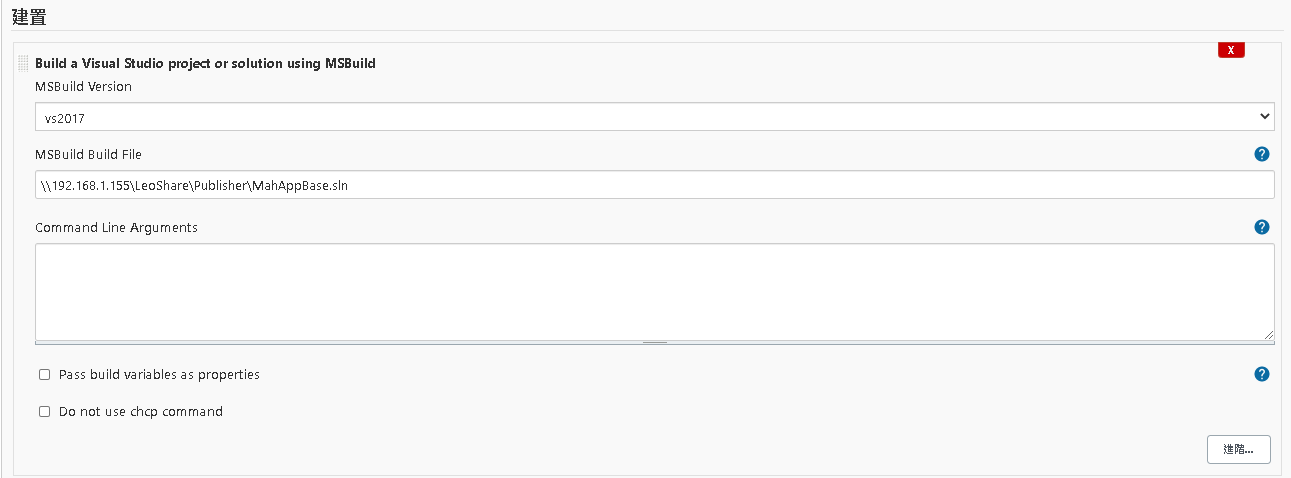 建置
X
Build a Visual Studio project or solution using MSBuild
MSBuild Version
vs2017
MSBuild Build File
?
\\192.168.1.155\LeoShare\Publisher\MahAppBase.sln
Command Line Arguments
?
Pass build variables as properties
?
Do not use chcp command
進階...